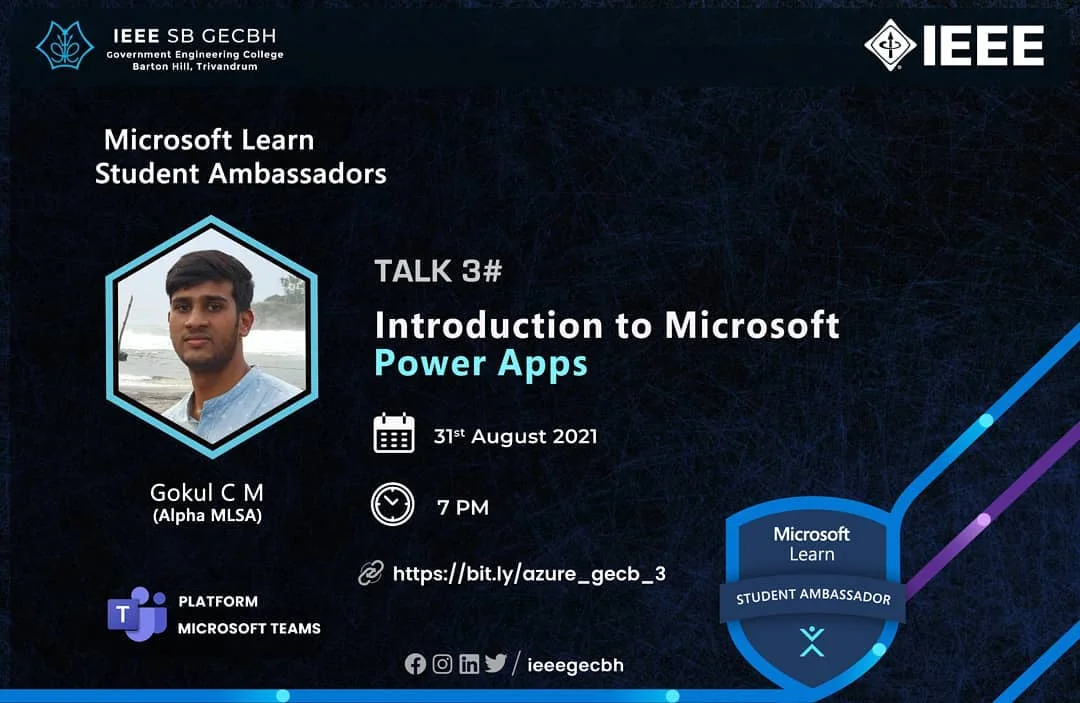 IEEE SB GECBH
Government Engineering College
Barton Hill, Trivandrum
IEEE
Microsoft Learn
Student Ambassadors
TALK 3#
Introduction to Microsoft
Power Apps
31st August 2021
7 PM
https://bit.ly/azure_gecb_3
Gokul C M
(Alpha MLSA)
T
PLATFORM
MICROSOFT TEAMS
Microsoft
Learn
STUDENT AMBASSADOR
/ ieeegecbh